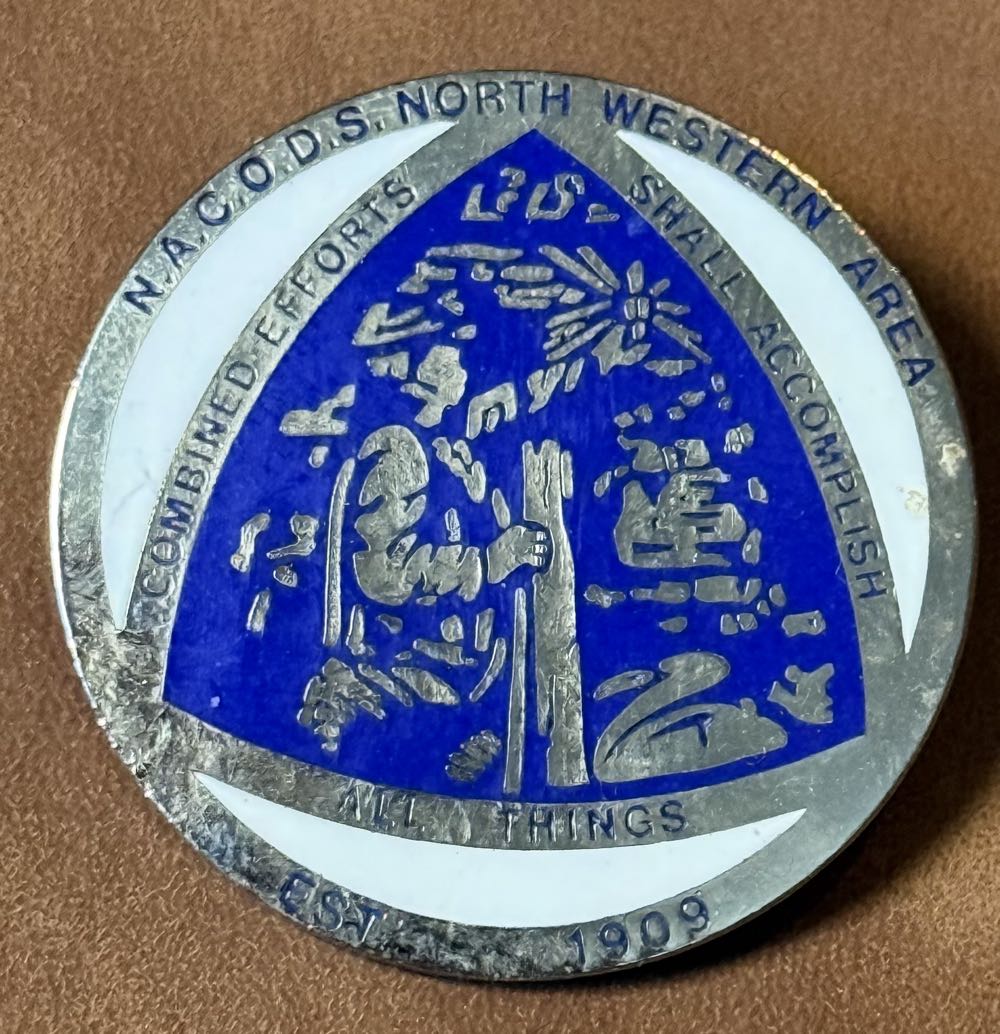 N.A.C.O.D.S. NORTH WESTERN AREA
COMBINED EFFORTS
SHALL ACCOMPLISH
ALL THINGS
EST 1909